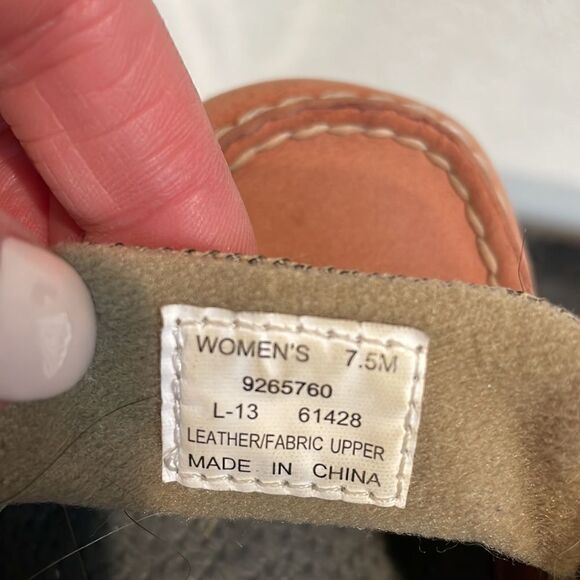 WOMEN'S 7.5M
9265760
L-13 61428
LEATHER/FABRIC UPPER
MADE IN CHINA